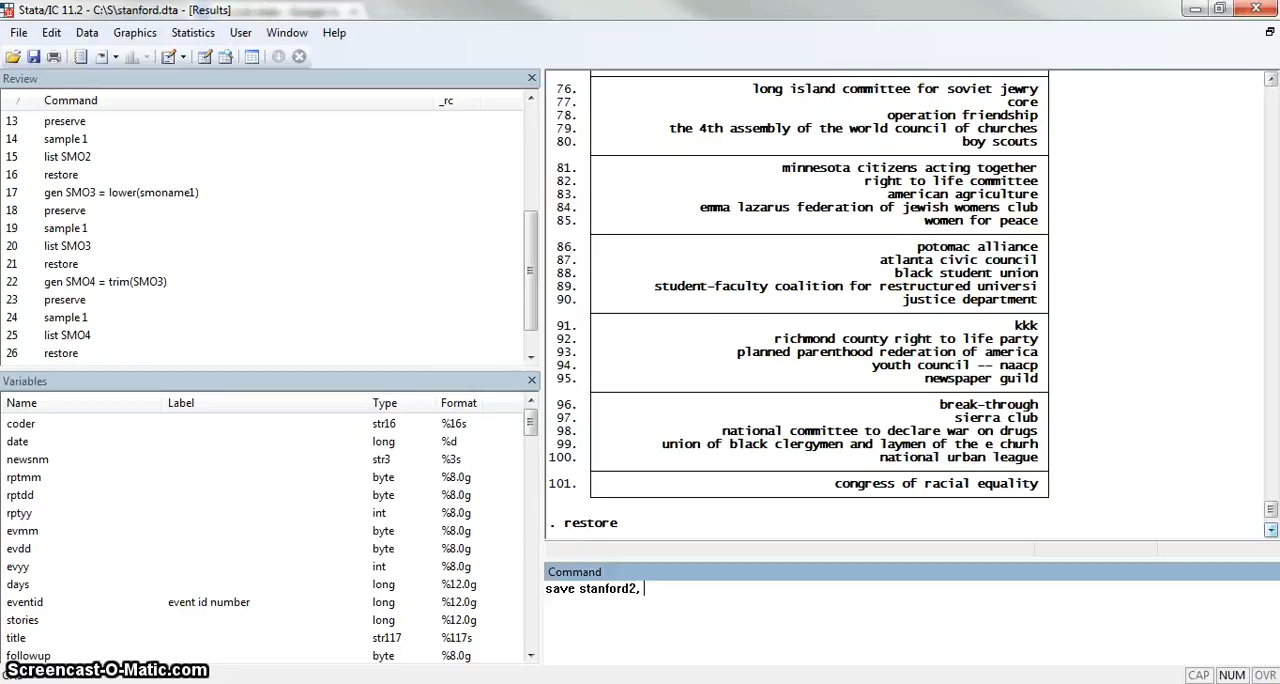 Stata/IC 11.2 - C:\S\stanford.dta - [Results]
File Edit Data Graphics Statistics User Window Help
Review
/ Command _rc
13 preserve
14 sample 1
15 list SMO2
16 restore
17 gen SMO3 = lower(smoname1)
18 preserve
19 sample 1
20 list SMO3
21 restore
22 gen SMO4 = trim(SMO3)
23 preserve
24 sample 1
25 list SMO4
26 restore
Variables
Name Label Type Format
coder str16 %16s
date long %d
newsnm str3 %3s
rptmm byte %8.0g
rptdd byte %8.0g
rptyy int %8.0g
evmm byte %8.0g
evdd byte %8.0g
evyy int %8.0g
days long %12.0g
eventid event id number long %12.0g
stories long %12.0g
title str117 %117s
followup byte %8.0g
76. long island committee for soviet jewry
77. core
78. operation friendship
79. the 4th assembly of the world council of churches
80. boy scouts
81. minnesota citizens acting together
82. right to life committee
83. american agriculture
84. emma lazarus federation of jewish womens club
85. women for peace
86. potomac alliance
87. atlanta civic council
88. black student union
89. student-faculty coalition for restructured universi
90. justice department
91. kkk
92. richmond county right to life party
93. planned parenthood rederation of america
94. youth council -- naacp
95. newspaper guild
96. break-through
97. sierra club
98. national committee to declare war on drugs
99. union of black clergymen and laymen of the e churh
100. national urban league
101. congress of racial equality
. restore
Command
save stanford2,
Screencast-O-Matic.com
CAP NUM OVR